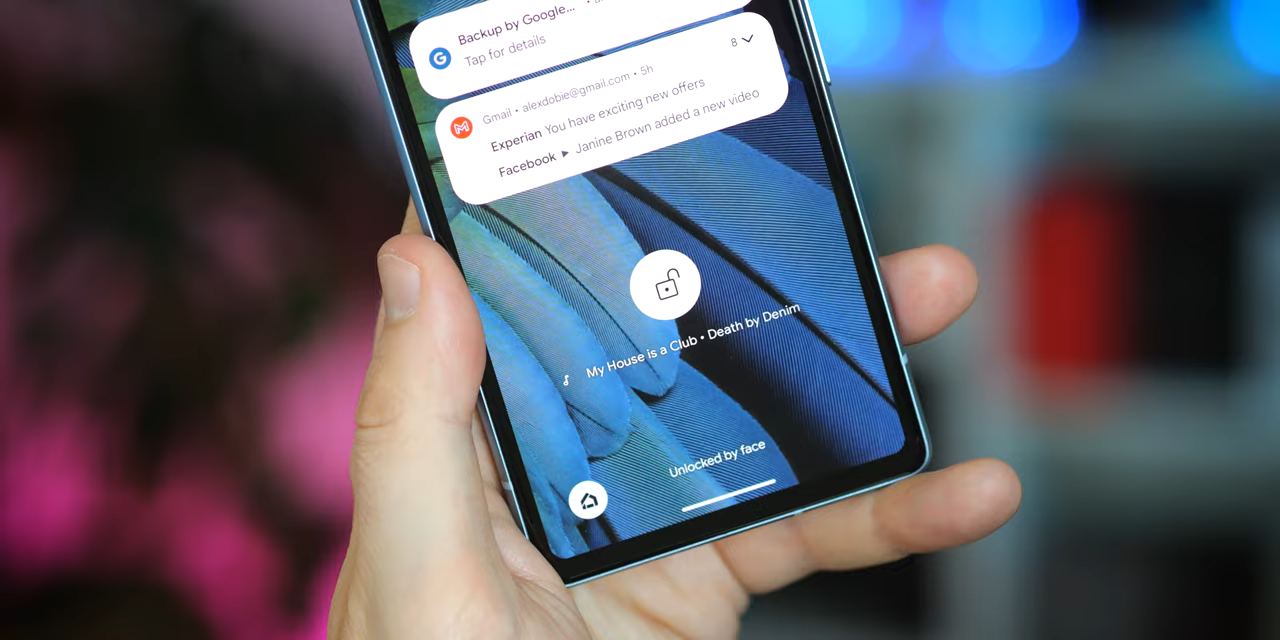 Backup by Google... •
Tap for details
8
Gmail • alexdobie@gmail.com • 5h
Experian You have exciting new offers
Facebook ► Janine Brown added a new video
My House is a Club • Death by Denim
Unlocked by face